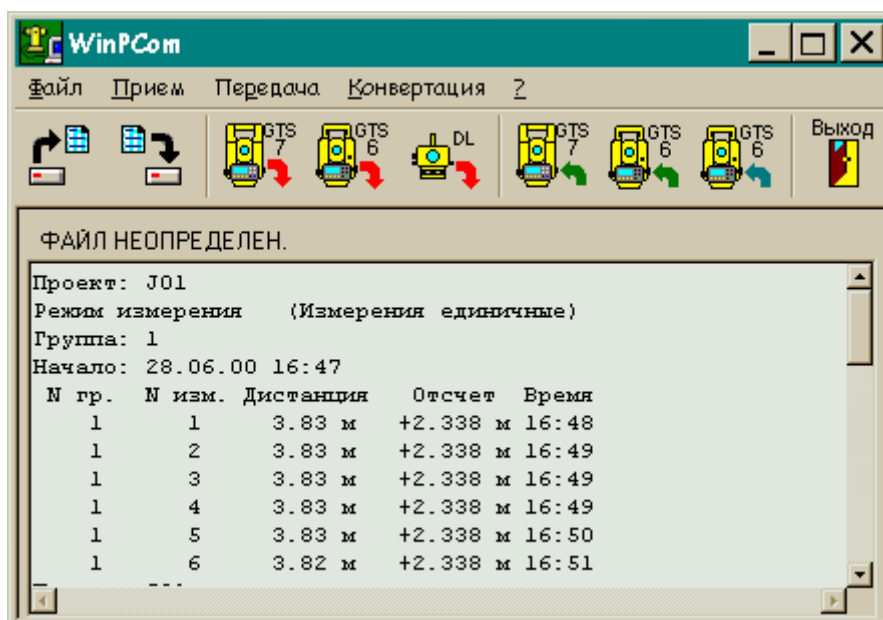 WinPCom
Файл Прием Передача Конвертация ?
GTS 7 GTS 6 DL GTS 7 GTS 6 GTS 6 Выход
ФАЙЛ НЕОПРЕДЕЛЕН.
Проект: J01
Режим измерения (Измерения единичные)
Группа: 1
Начало: 28.06.00 16:47
N гр. N изм. Дистанция Отсчет Время
1 1 3.83 м +2.338 м 16:48
1 2 3.83 м +2.338 м 16:49
1 3 3.83 м +2.338 м 16:49
1 4 3.83 м +2.338 м 16:49
1 5 3.83 м +2.338 м 16:50
1 6 3.82 м +2.338 м 16:51